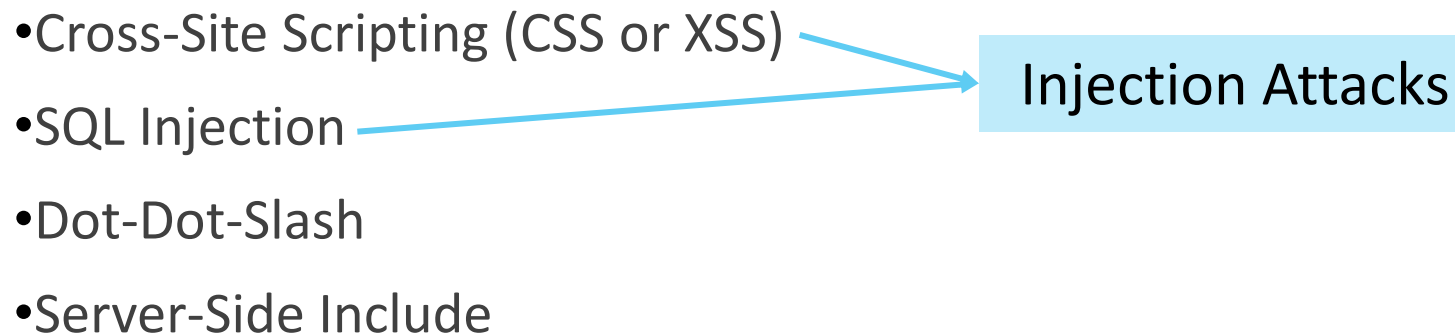 •Cross-Site Scripting (CSS or XSS)
Injection Attacks
•SQL Injection
•Dot-Dot-Slash
•Server-Side Include